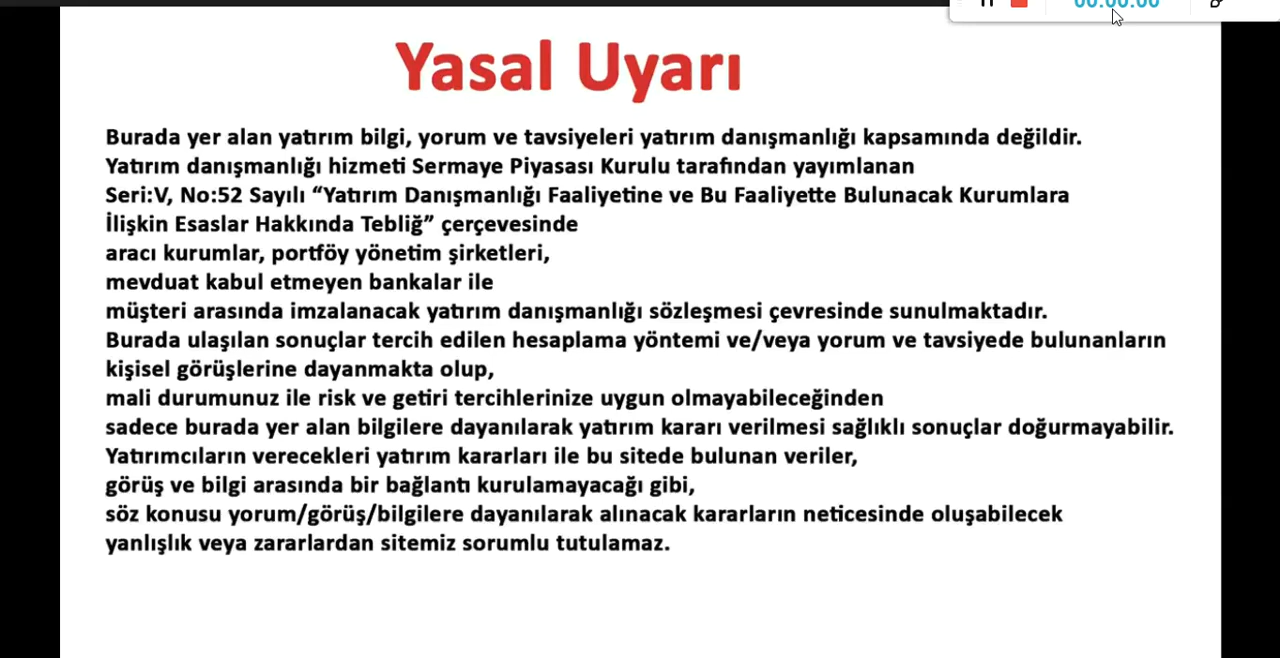 00:00:00
Yasal Uyarı
Burada yer alan yatırım bilgi, yorum ve tavsiyeleri yatırım danışmanlığı kapsamında değildir.
Yatırım danışmanlığı hizmeti Sermaye Piyasası Kurulu tarafından yayımlanan
Seri:V, No:52 Sayılı “Yatırım Danışmanlığı Faaliyetine ve Bu Faaliyette Bulunacak Kurumlara
İlişkin Esaslar Hakkında Tebliğ” çerçevesinde
aracı kurumlar, portföy yönetim şirketleri,
mevduat kabul etmeyen bankalar ile
müşteri arasında imzalanacak yatırım danışmanlığı sözleşmesi çevresinde sunulmaktadır.
Burada ulaşılan sonuçlar tercih edilen hesaplama yöntemi ve/veya yorum ve tavsiyede bulunanların
kişisel görüşlerine dayanmakta olup,
mali durumunuz ile risk ve getiri tercihlerinize uygun olmayabileceğinden
sadece burada yer alan bilgilere dayanılarak yatırım kararı verilmesi sağlıklı sonuçlar doğurmayabilir.
Yatırımcıların verecekleri yatırım kararları ile bu sitede bulunan veriler,
görüş ve bilgi arasında bir bağlantı kurulamayacağı gibi,
söz konusu yorum/görüş/bilgilere dayanılarak alınacak kararların neticesinde oluşabilecek
yanlışlık veya zararlardan sitemiz sorumlu tutulamaz.